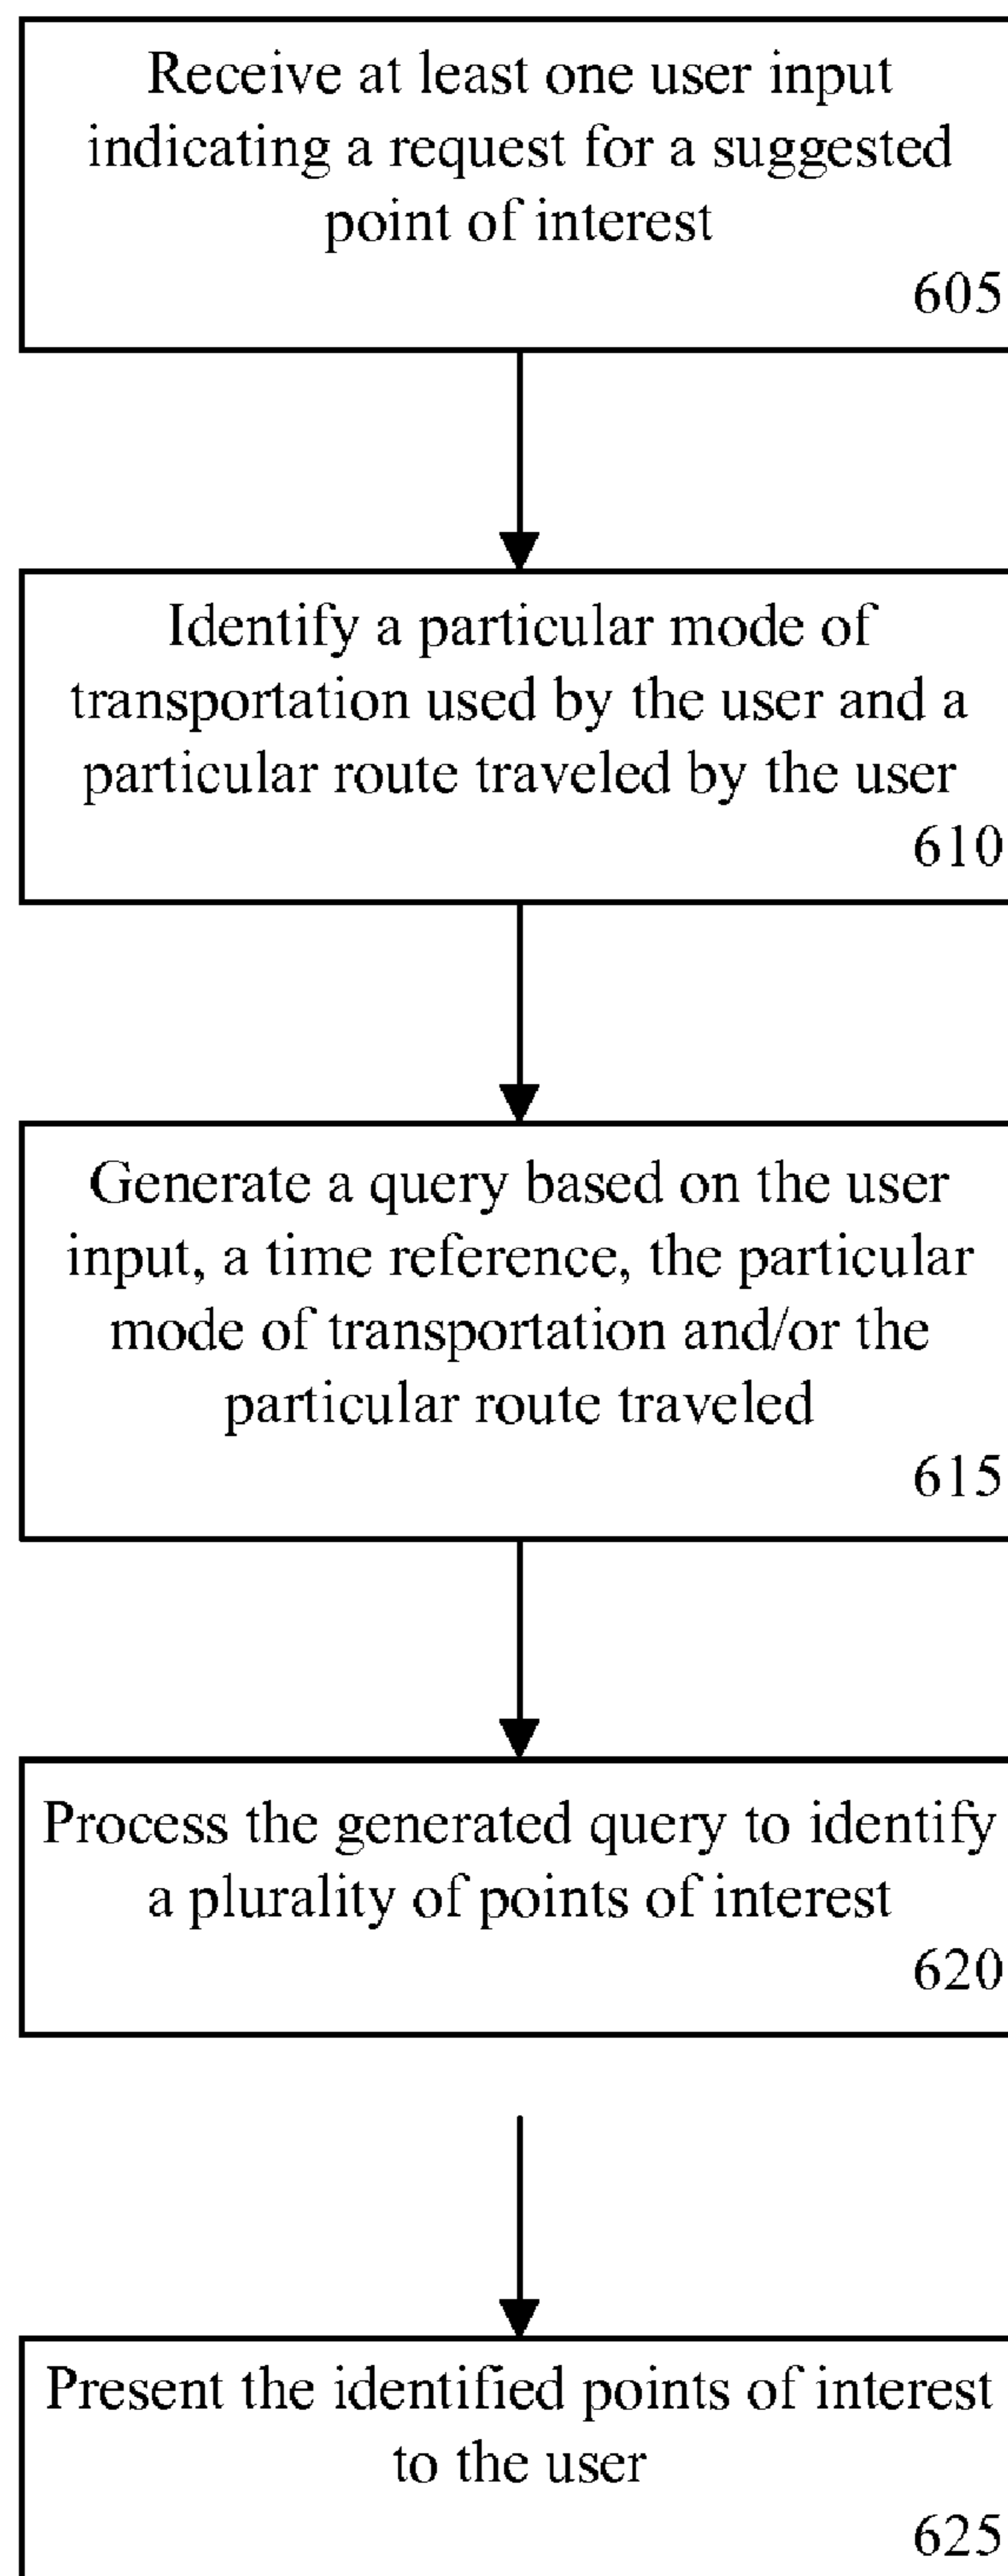 Receive at least one user input
indicating a request for a suggested
point of interest
605
Identify a particular mode of
transportation used by the user and a
particular route traveled by the user
610
Generate a query based on the user
input, a time reference, the particular
mode of transportation and/or the
particular route traveled
615
Process the generated query to identify
a plurality of points of interest
620
Present the identified points of interest
to the user
625